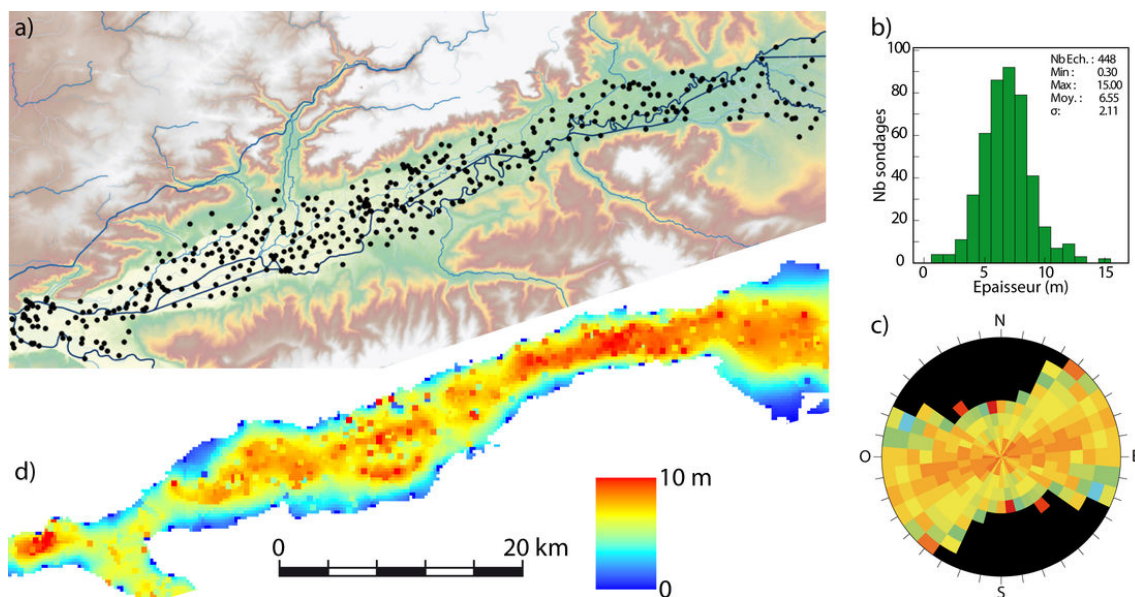 a)
b)
100
80
60
40
20
0
Nb sondages
Nb Ech. : 448
Min : 0.30
Max : 15.00
Moy. : 6.55
σ: 2.11
0 5 10 15
Epaisseur (m)
c)
N
O
E
S
d)
0 20 km
10 m
0